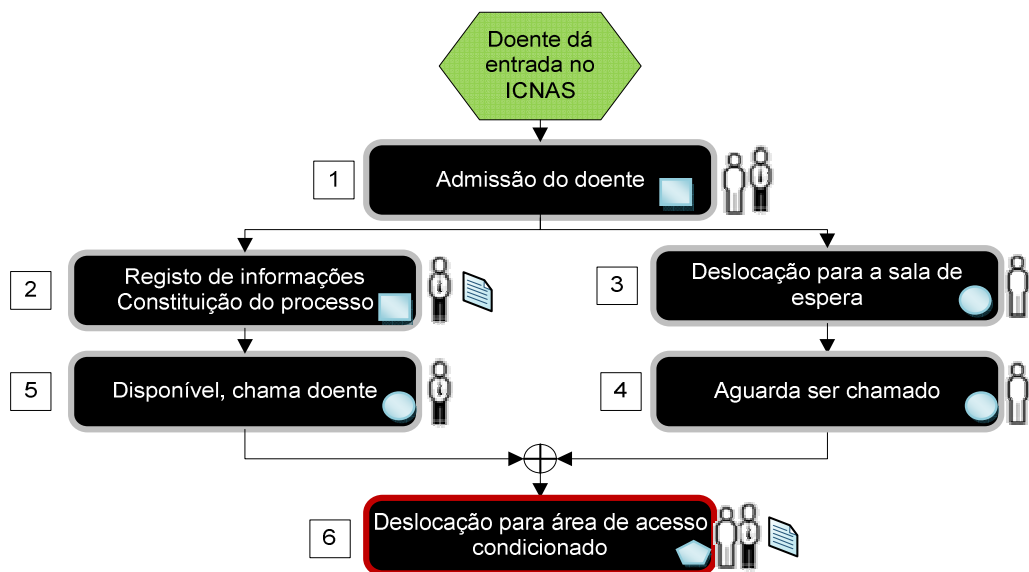 Doente dá
entrada no
ICNAS
1
Admissão do doente
2
Registo de informações
Constituição do processo
3
Deslocação para a sala de
espera
5
Disponível, chama doente
4
Aguarda ser chamado
6
Deslocação para área de acesso
condicionado